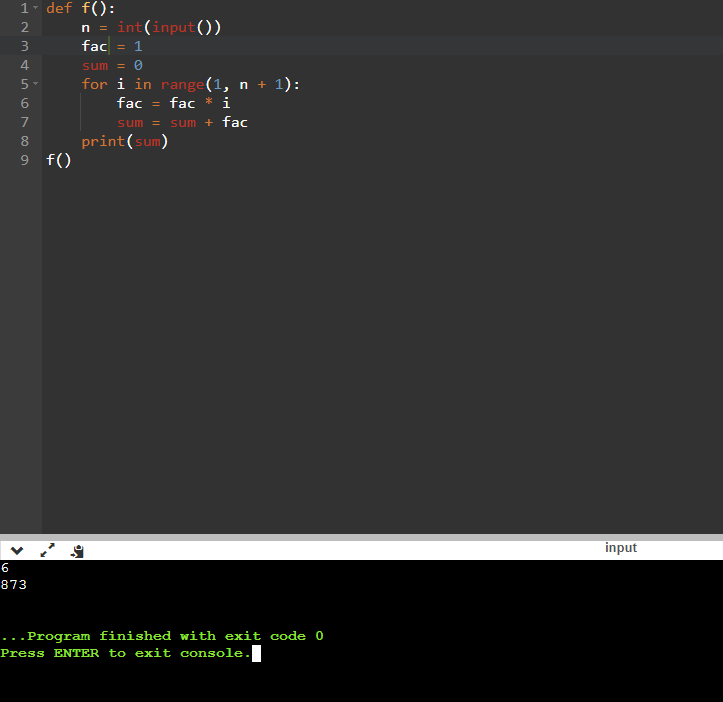 1 def f():
2     n = int(input())
3     fac = 1
4     sum = 0
5     for i in range(1, n + 1):
6         fac = fac * i
7         sum = sum + fac
8     print(sum)
9 f()
input
6
873
...Program finished with exit code 0
Press ENTER to exit console.